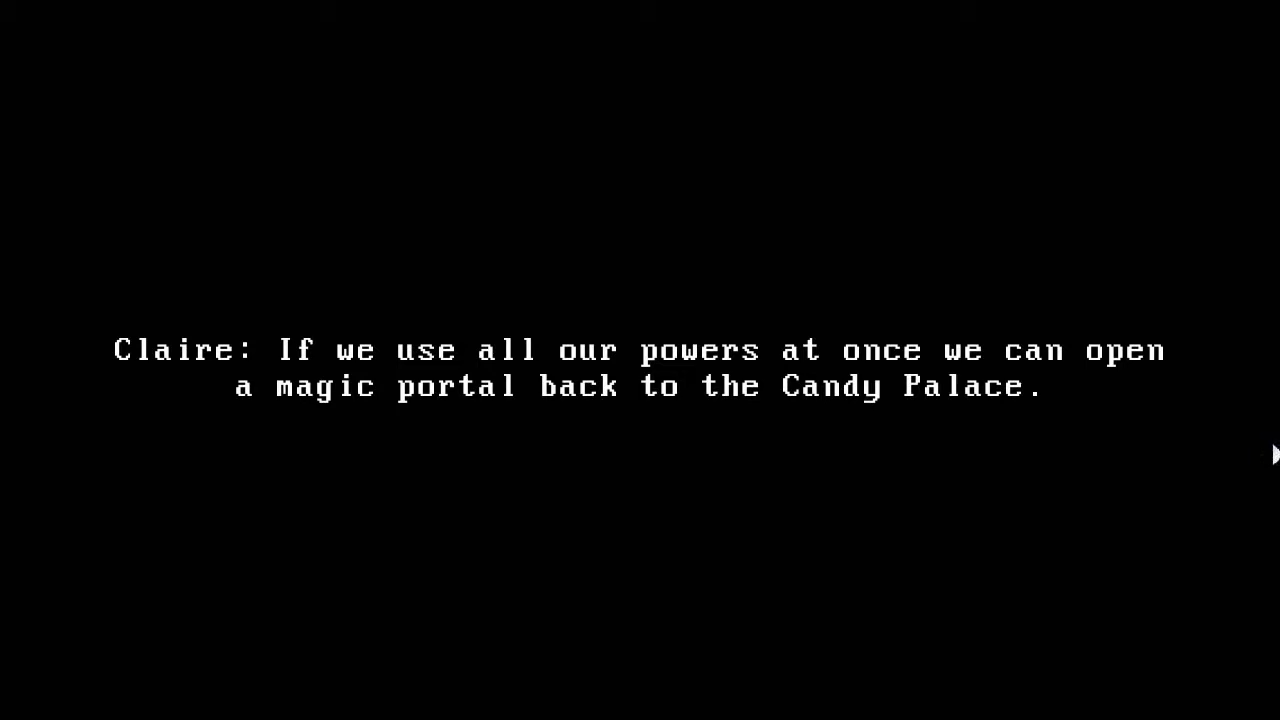 Claire: If we use all our powers at once we can open
a magic portal back to the Candy Palace.